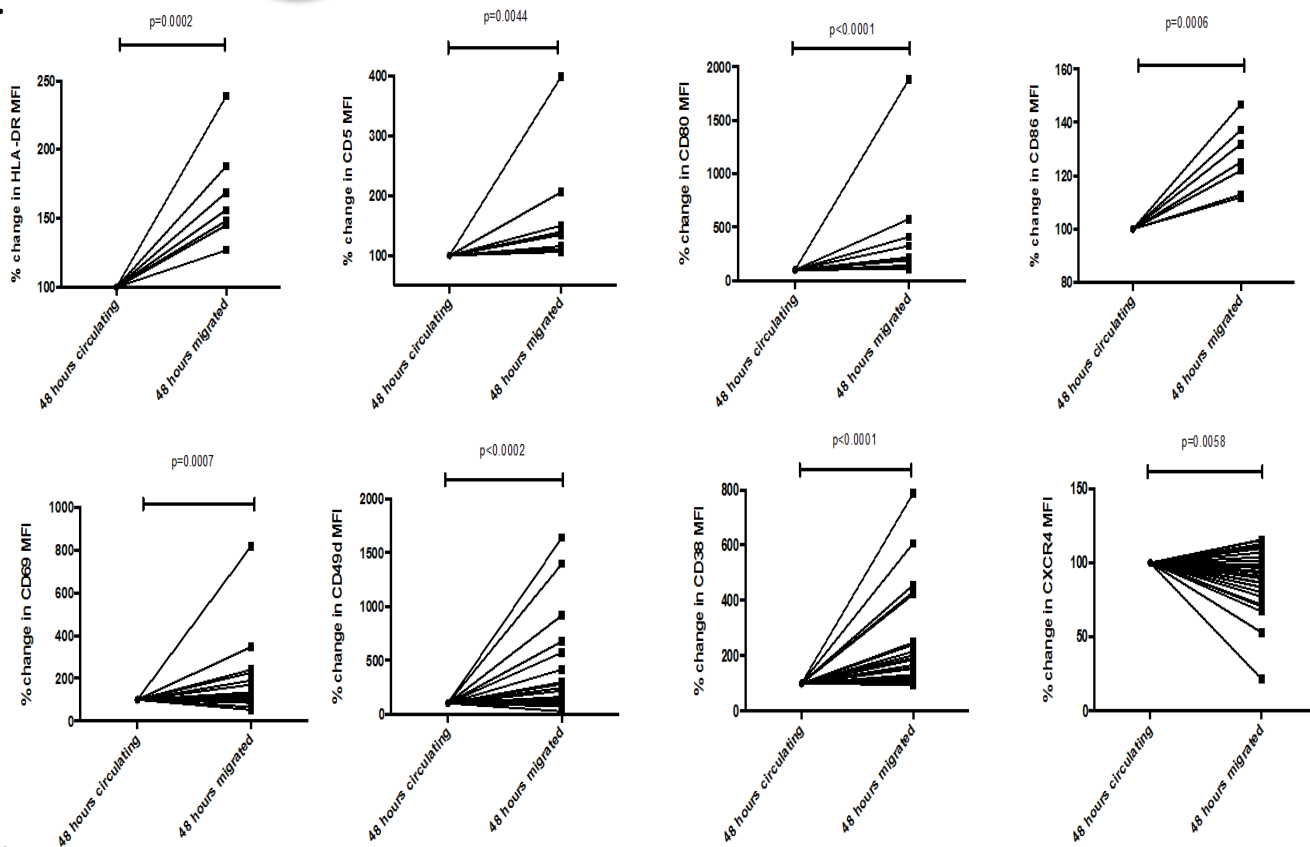 p=0.0002
% change in HLA-DR MFI
250
200
150
100
48 hours circulating
48 hours migrated
p=0.0044
% change in CD5 MFI
400
300
200
100
48 hours circulating
48 hours migrated
p<0.0001
% change in CD80 MFI
2000
1500
1000
500
0
48 hours circulating
48 hours migrated
p=0.0006
% change in CD86 MFI
160
140
120
100
80
48 hours circulating
48 hours migrated
p=0.0007
% change in CD69 MFI
1000
800
600
400
200
0
48 hours circulating
48 hours migrated
p<0.0002
% change in CD49d MFI
2000
1500
1000
500
0
48 hours circulating
48 hours migrated
p<0.0001
% change in CD38 MFI
800
600
400
200
0
48 hours circulating
48 hours migrated
p=0.0058
% change in CXCR4 MFI
150
100
50
0
48 hours circulating
48 hours migrated